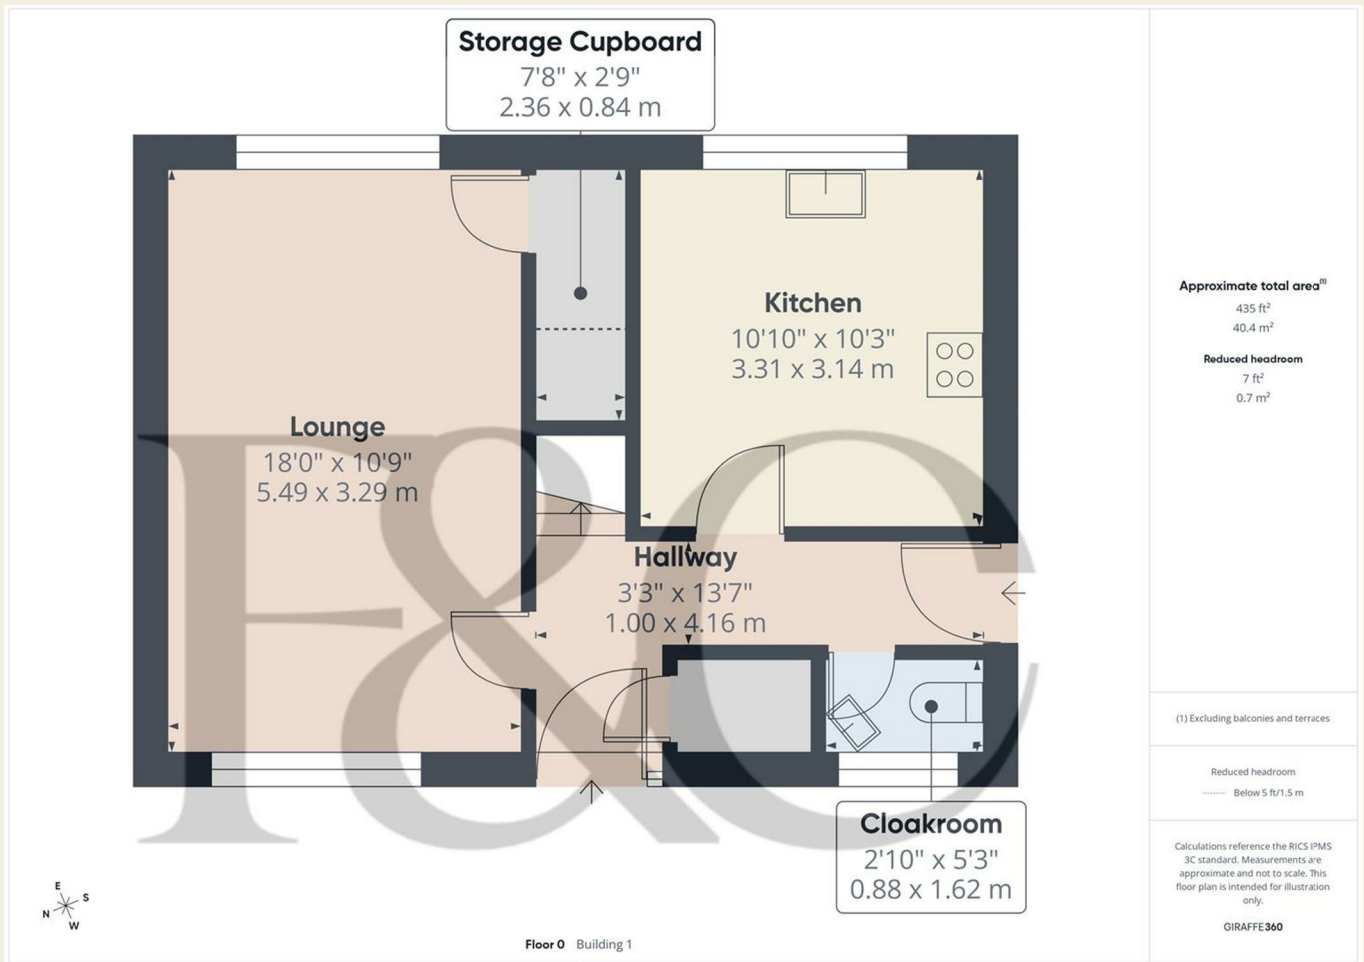 Storage Cupboard
7'8" x 2'9"
2.36 x 0.84 m
Kitchen
10'10" x 10'3"
3.31 x 3.14 m
Lounge
18'0" x 10'9"
5.49 x 3.29 m
Hallway
3'3" x 13'7"
1.00 x 4.16 m
Cloakroom
2'10" x 5'3"
0.88 x 1.62 m
F&C
E
S
N
W
Floor 0 Building 1
Approximate total area(1)
435 ft²
40.4 m²
Reduced headroom
7 ft²
0.7 m²
(1) Excluding balconies and terraces
Reduced headroom
Below 5 ft/1.5 m
Calculations reference the RICS IPMS
3C standard. Measurements are
approximate and not to scale. This
floor plan is intended for illustration
only.
GIRAFFE360